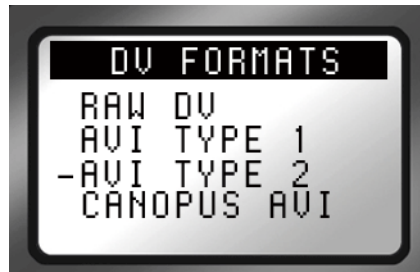 DV FORMATS
RAW DV
AVI TYPE 1
-AVI TYPE 2
CANOPUS AVI